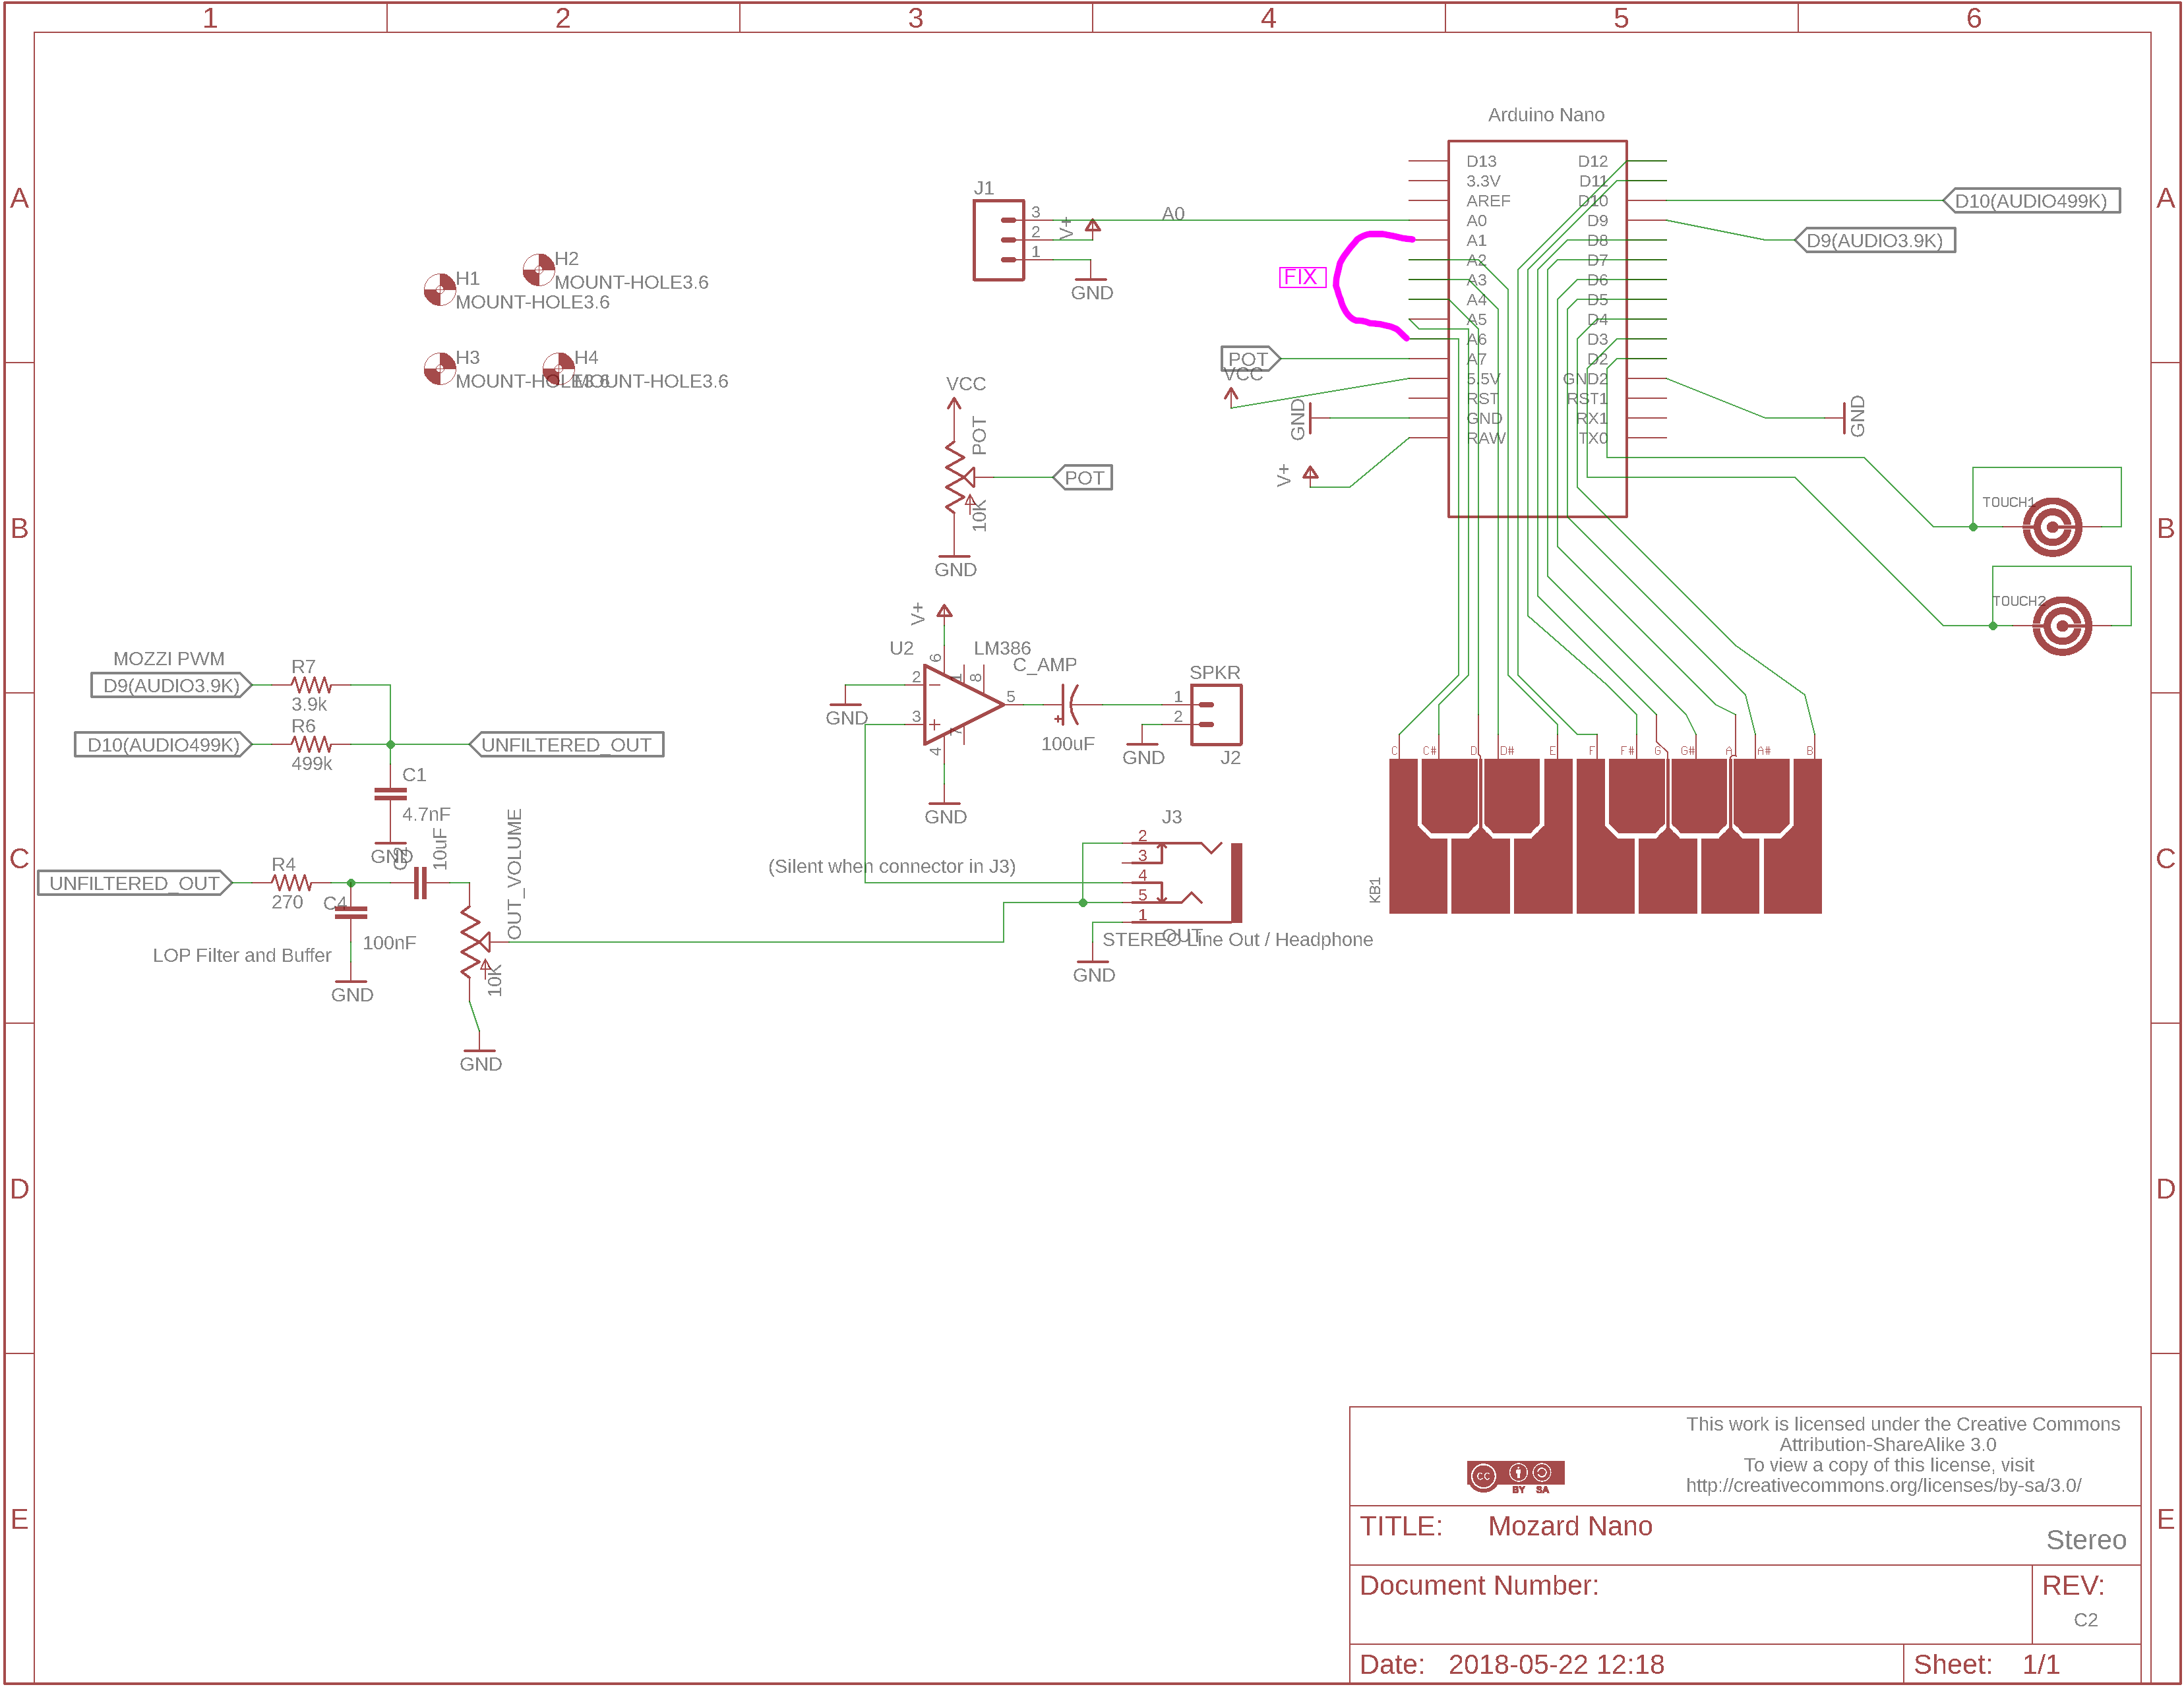 1 2 3 4 5 6
A A
B B
C C
D D
E E
Arduino Nano
D13 D12
3.3V D11
AREF D10
A0 D9
A1 D8
A2 D7
A3 D6
A4 D5
A5 D4
A6 D3
A7 D2
5.5V GND2
RST RST1
GND RX1
RAW TX0
D10(AUDIO499K)
D9(AUDIO3.9K)
J1
3
2
1
V+
A0
GND
FIX
H1
MOUNT-HOLE3.6
H2
MOUNT-HOLE3.6
H3
MOUNT-HOLE3.6
H4
MOUNT-HOLE3.6
POT
VCC
GND
V+
GND
VCC
POT
10K
POT
GND
TOUCH1
TOUCH2
V+
U2
LM386
6
1
8
2
3
5
7
4
GND
GND
C_AMP
100uF
SPKR
1
2
GND
J2
MOZZI PWM
D9(AUDIO3.9K)
R7
3.9k
D10(AUDIO499K)
R6
499k
UNFILTERED_OUT
C1
4.7nF
GND
UNFILTERED_OUT
R4
270
C4
100nF
10uF
OUT_VOLUME
10K
LOP Filter and Buffer
GND
GND
(Silent when connector in J3)
J3
2
3
4
5
1
OUT
STEREO Line Out / Headphone
GND
C C# D D# E F F# G G# A A# B
KB1
This work is licensed under the Creative Commons
Attribution-ShareAlike 3.0
To view a copy of this license, visit
http://creativecommons.org/licenses/by-sa/3.0/
CC BY SA
TITLE: Mozard Nano
Stereo
Document Number:
REV:
C2
Date: 2018-05-22 12:18
Sheet: 1/1